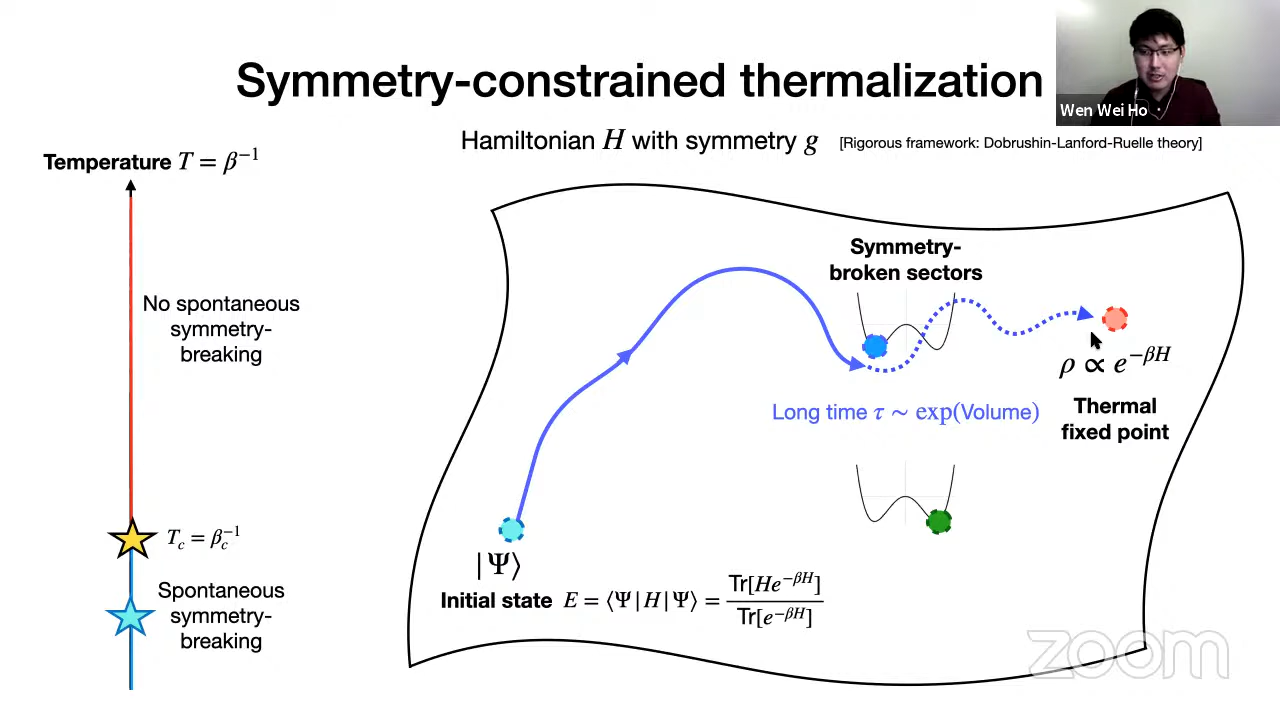 Symmetry-constrained thermalization
Wen Wei Ho
Hamiltonian H with symmetry g [Rigorous framework: Dobrushin-Lanford-Ruelle theory]
Temperature T = β⁻¹
No spontaneous
symmetry-
breaking
T_c = β_c⁻¹
Spontaneous
symmetry-
breaking
Symmetry-
broken sectors
ρ ∝ e^{-βH}
Thermal
fixed point
Long time τ ~ exp(Volume)
|Ψ⟩
Initial state E = ⟨Ψ|H|Ψ⟩ = Tr[He^{-βH}] / Tr[e^{-βH}]
zoom